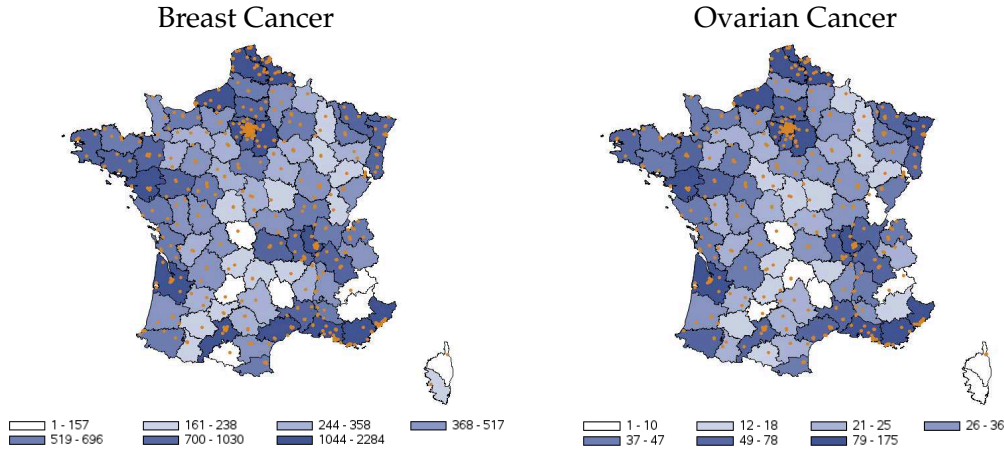 Breast Cancer
Ovarian Cancer
1 - 157
161 - 238
244 - 358
368 - 517
519 - 696
700 - 1030
1044 - 2284
1 - 10
12 - 18
21 - 25
26 - 36
37 - 47
49 - 78
79 - 175